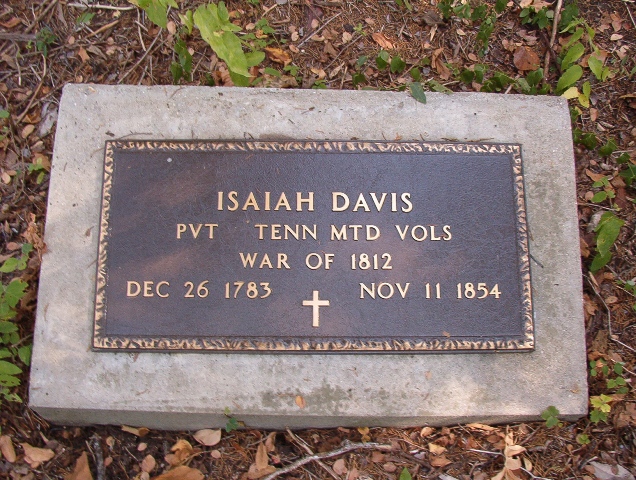 ISAIAH DAVIS
PVT TENN MTD VOLS
WAR OF 1812
DEC 26 1783 NOV 11 1854